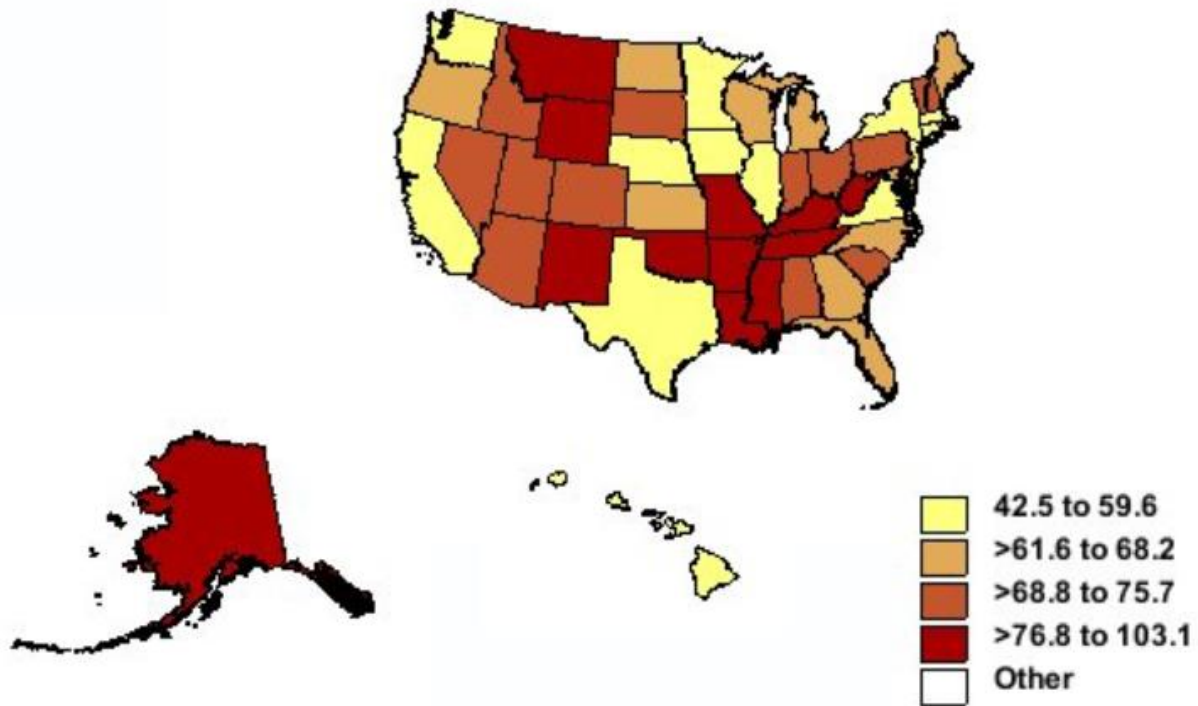 42.5 to 59.6
>61.6 to 68.2
>68.8 to 75.7
>76.8 to 103.1
Other